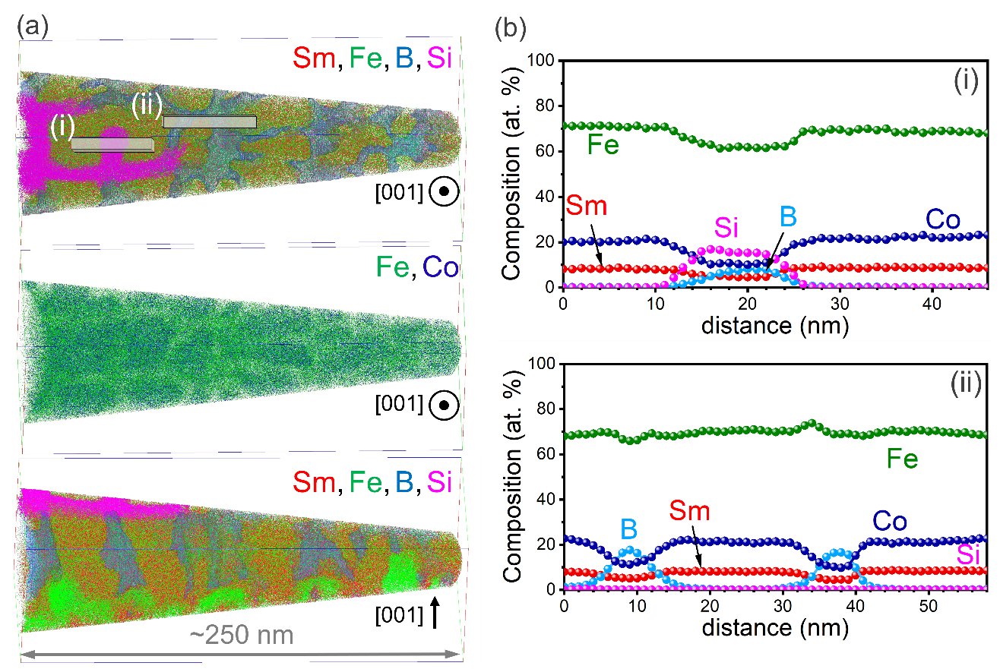 (a)
Sm, Fe, B, Si
(i)
(ii)
[001]
Fe, Co
[001]
Sm, Fe, B, Si
[001]
~250 nm
(b)
(i)
Composition (at. %)
100
80
60
40
20
0
Fe
Sm
Si
B
Co
0 10 20 30 40
distance (nm)
(ii)
Composition (at. %)
100
80
60
40
20
0
Fe
Sm
B
Co
Si
0 10 20 30 40 50
distance (nm)